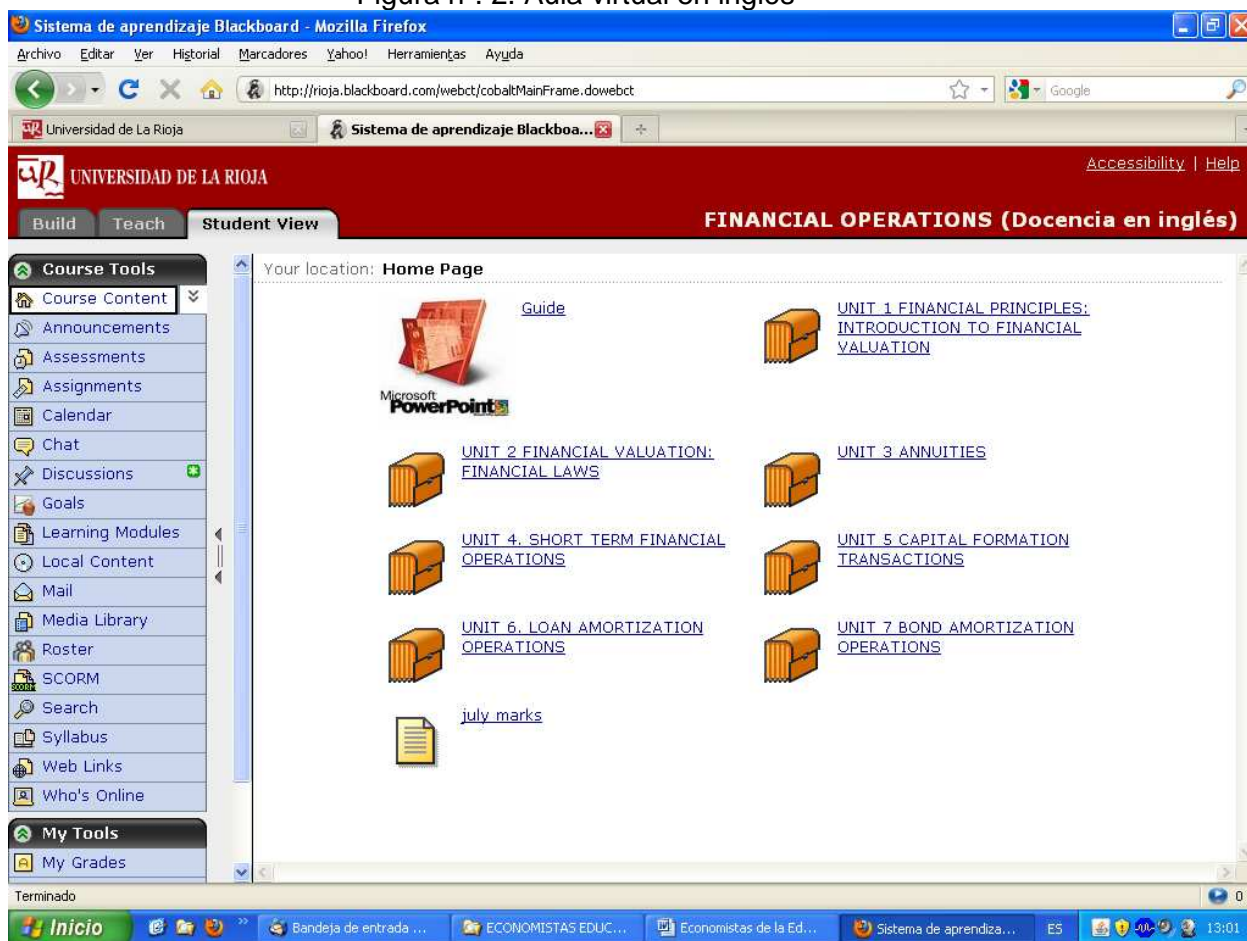 Figura nº. 2: Aula virtual en inglés
Sistema de aprendizaje Blackboard - Mozilla Firefox
Archivo Editar Ver Historial Marcadores Yahoo! Herramientas Ayuda
http://rioja.blackboard.com/webct/cobaltMainFrame.dowebct
Google
Universidad de La Rioja
Sistema de aprendizaje Blackboa...
UR UNIVERSIDAD DE LA RIOJA
Accessibility | Help
Build Teach Student View
FINANCIAL OPERATIONS (Docencia en inglés)
Course Tools
Course Content
Announcements
Assessments
Assignments
Calendar
Chat
Discussions
Goals
Learning Modules
Local Content
Mail
Media Library
Roster
SCORM
SCORM
Search
Syllabus
Web Links
Who's Online
My Tools
My Grades
Your location: Home Page
Microsoft
PowerPoint
Guide
UNIT 1 FINANCIAL PRINCIPLES:
INTRODUCTION TO FINANCIAL
VALUATION
UNIT 2 FINANCIAL VALUATION:
FINANCIAL LAWS
UNIT 3 ANNUITIES
UNIT 4. SHORT TERM FINANCIAL
OPERATIONS
UNIT 5 CAPITAL FORMATION
TRANSACTIONS
UNIT 6. LOAN AMORTIZATION
OPERATIONS
UNIT 7 BOND AMORTIZATION
OPERATIONS
july marks
Terminado
0
Inicio
Bandeja de entrada ...
ECONOMISTAS EDUC...
Economistas de la Ed...
Sistema de aprendiza...
ES
13:01